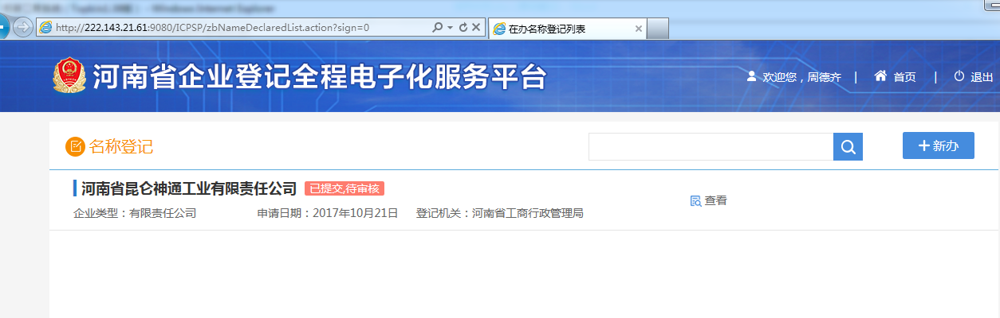 - Windows Internet Explorer
http://222.143.21.61:9080/ICPSP/zbNameDeclaredList.action?sign=0
在办名称登记列表
河南省企业登记全程电子化服务平台
欢迎您，周德齐 | 首页 | 退出
名称登记
新办
河南省昆仑神通工业有限责任公司 已提交,待审核
查看
企业类型：有限责任公司 申请日期：2017年10月21日 登记机关：河南省工商行政管理局